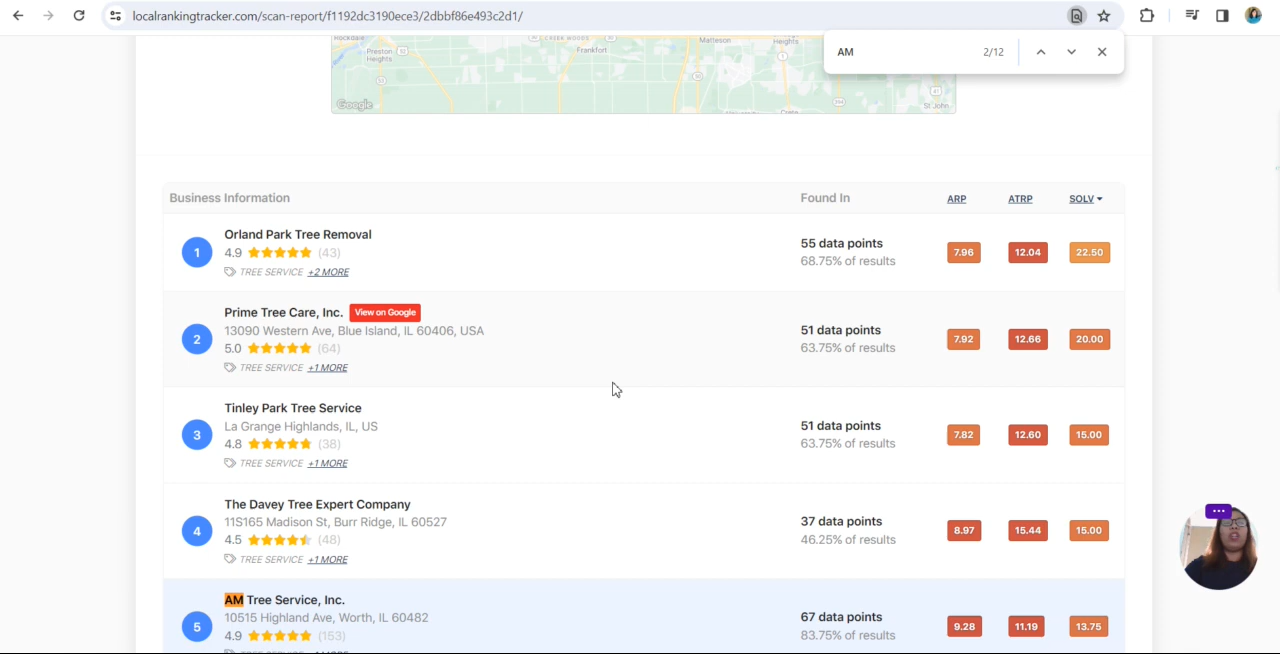 localrankingtracker.com/scan-report/f1192dc3190ece3/2dbbf86e493c2d1/
AM
2/12
Preston
Heights
Frankfort
Matteson
Heights
Google
St John
Business Information
Found In
ARP
ATRP
SOLV
1
Orland Park Tree Removal
4.9
(43)
TREE SERVICE +2 MORE
55 data points
68.75% of results
7.96
12.04
22.50
2
Prime Tree Care, Inc.
View on Google
13090 Western Ave, Blue Island, IL 60406, USA
5.0
(64)
TREE SERVICE +1 MORE
51 data points
63.75% of results
7.92
12.66
20.00
3
Tinley Park Tree Service
La Grange Highlands, IL, US
4.8
(38)
TREE SERVICE +1 MORE
51 data points
63.75% of results
7.82
12.60
15.00
4
The Davey Tree Expert Company
11S165 Madison St, Burr Ridge, IL 60527
4.5
(48)
TREE SERVICE +1 MORE
37 data points
46.25% of results
8.97
15.44
15.00
5
AM Tree Service, Inc.
10515 Highland Ave, Worth, IL 60482
4.9
(153)
67 data points
83.75% of results
9.28
11.19
13.75